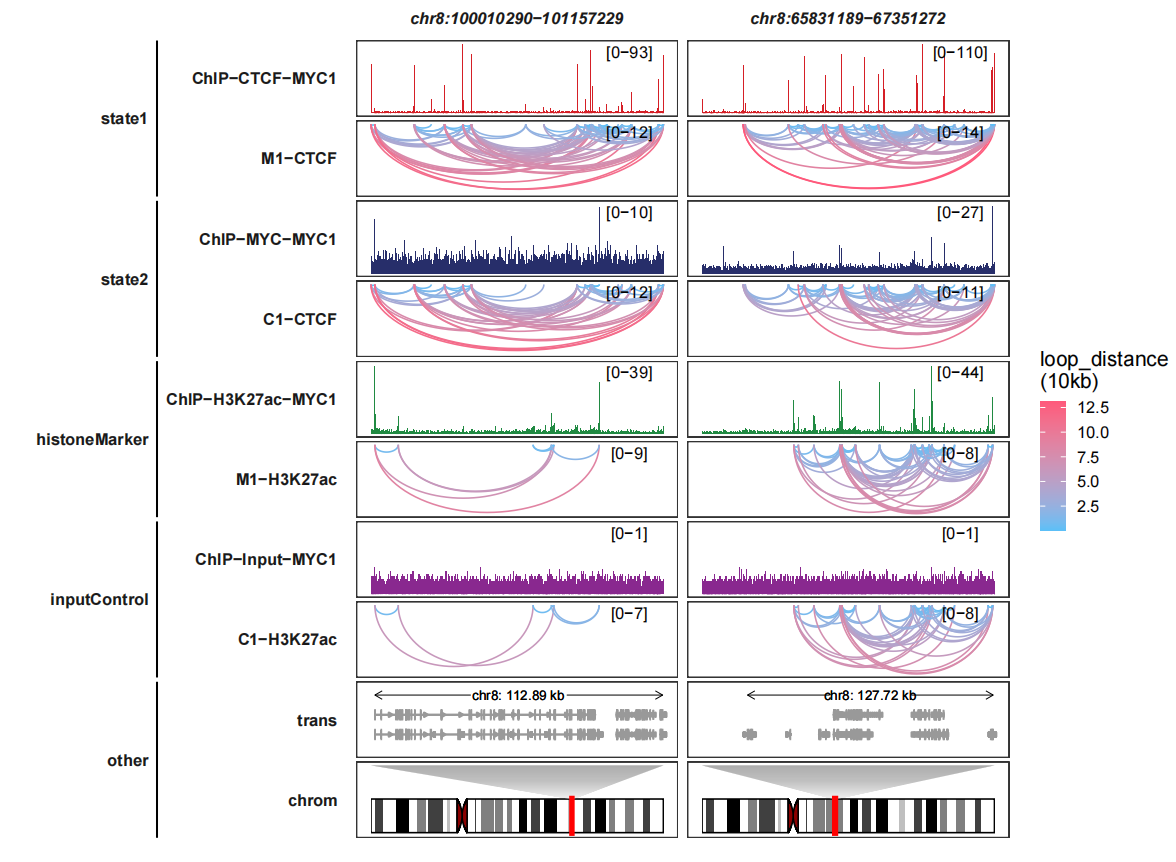 chr8:100010290−101157229 chr8:65831189−67351272
state1
ChIP−CTCF−MYC1 [0−93] [0−110]
M1−CTCF [0−12] [0−14]
state2
ChIP−MYC−MYC1 [0−10] [0−27]
C1−CTCF [0−12] [0−11]
histoneMarker
ChIP−H3K27ac−MYC1 [0−39] [0−44]
M1−H3K27ac [0−9] [0−8]
inputControl
ChIP−Input−MYC1 [0−1] [0−1]
C1−H3K27ac [0−7] [0−8]
other
trans chr8: 112.89 kb chr8: 127.72 kb
chrom
loop_distance
(10kb)
12.5
10.0
7.5
5.0
2.5